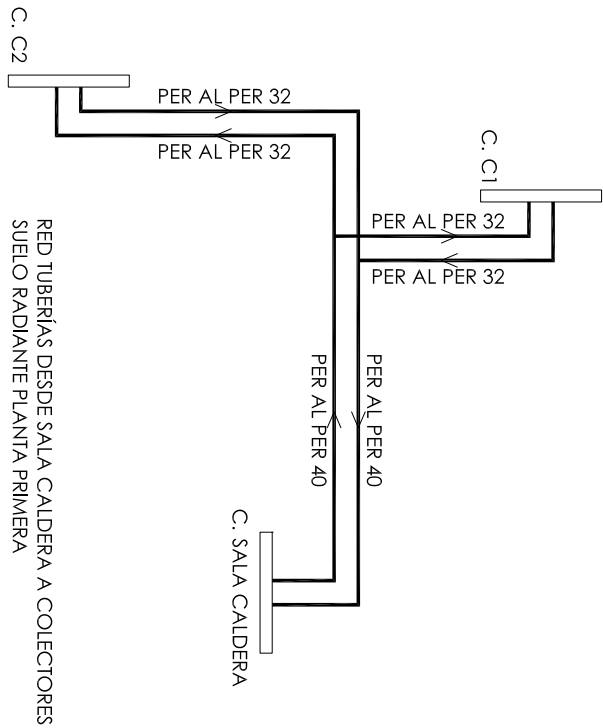 C. C2
PER AL PER 32
PER AL PER 32
C. C1
PER AL PER 32
PER AL PER 32
PER AL PER 40
PER AL PER 40
C. SALA CALDERA
RED TUBERÍAS DESDE SALA CALDERA A COLECTORES
SUELO RADIANTE PLANTA PRIMERA